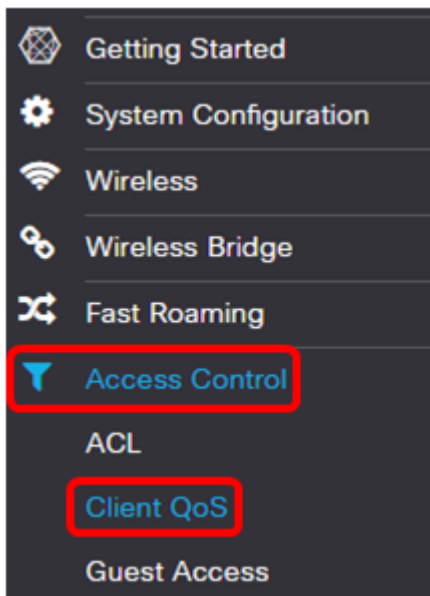 Getting Started
System Configuration
Wireless
Wireless Bridge
Fast Roaming
Access Control
ACL
Client QoS
Guest Access